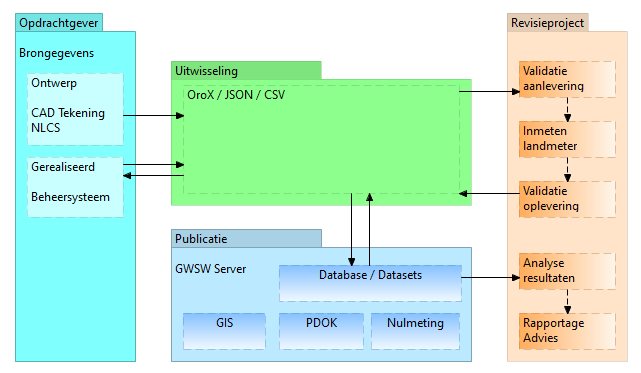 Opdrachtgever
Brongegevens
Ontwerp
CAD Tekening
NLCS
Gerealiseerd
Beheersysteem
Uitwisseling
OroX / JSON / CSV
Publicatie
GWSW Server
Database / Datasets
GIS
PDOK
Nulmeting
Revisieproject
Validatie
aanlevering
Inmeten
landmeter
Validatie
oplevering
Analyse
resultaten
Rapportage
Advies